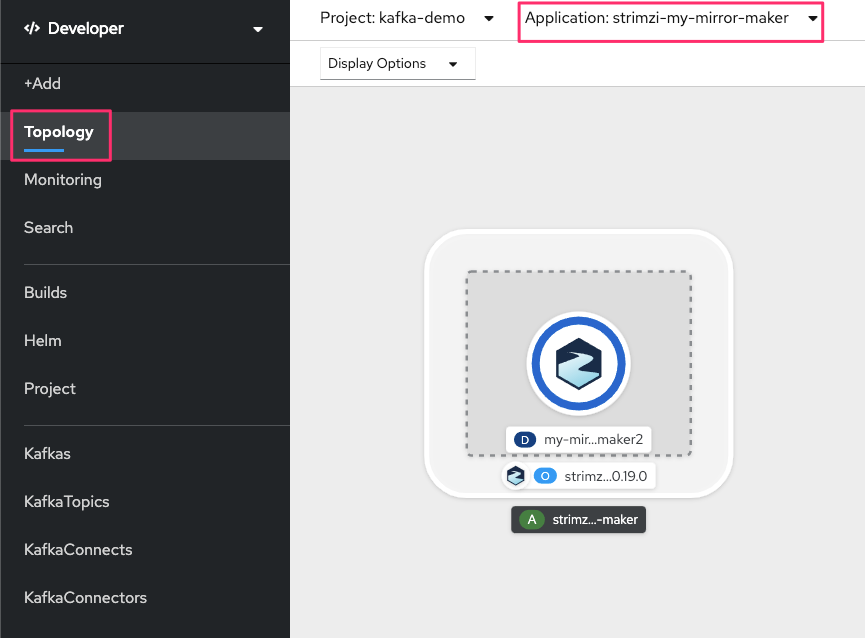 Developer
+Add
Topology
Monitoring
Search
Builds
Helm
Project
Kafkas
KafkaTopics
KafkaConnects
KafkaConnectors
Project: kafka-demo
Application: strimzi-my-mirror-maker
Display Options
D my-mir...maker2
O strimz...0.19.0
A strimz...-maker